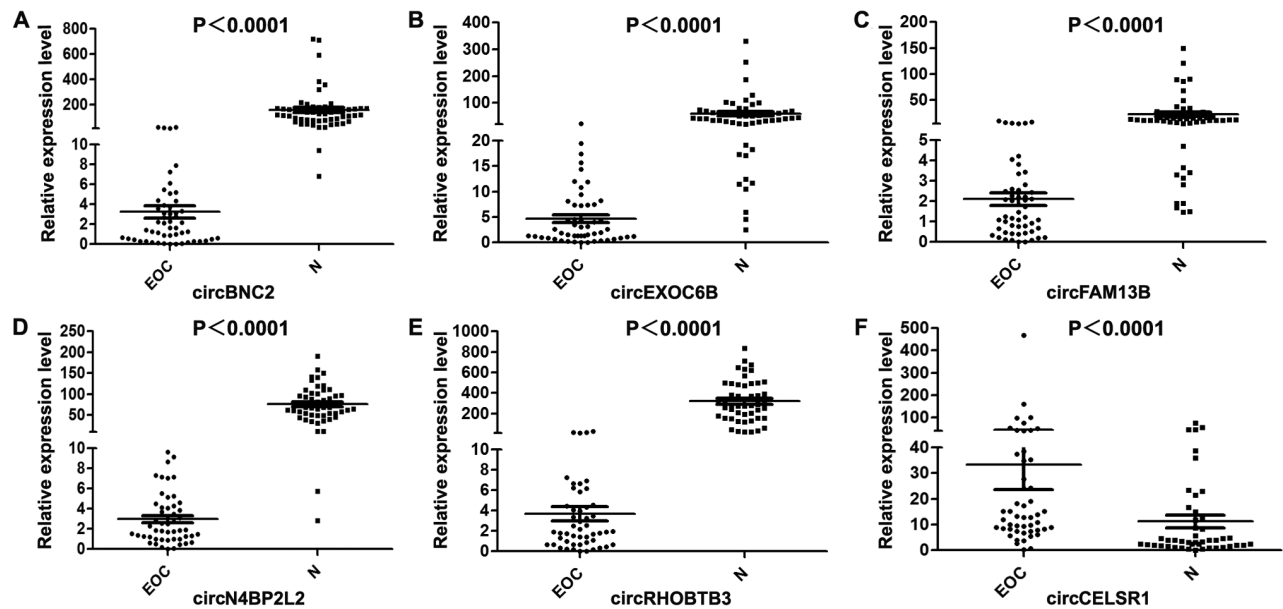 A
P<0.0001
Relative expression level
800
600
400
200
10
8
6
4
2
0
EOC
N
circBNC2
B
P<0.0001
Relative expression level
400
300
200
100
20
15
10
5
0
EOC
N
circEXOC6B
C
P<0.0001
Relative expression level
200
150
100
50
5
4
3
2
1
0
EOC
N
circFAM13B
D
P<0.0001
Relative expression level
250
200
150
100
50
10
8
6
4
2
0
EOC
N
circN4BP2L2
E
P<0.0001
Relative expression level
1000
800
600
400
200
10
8
6
4
2
0
EOC
N
circRHOBTB3
F
P<0.0001
Relative expression level
500
400
300
200
100
40
30
20
10
0
EOC
N
circCELSR1